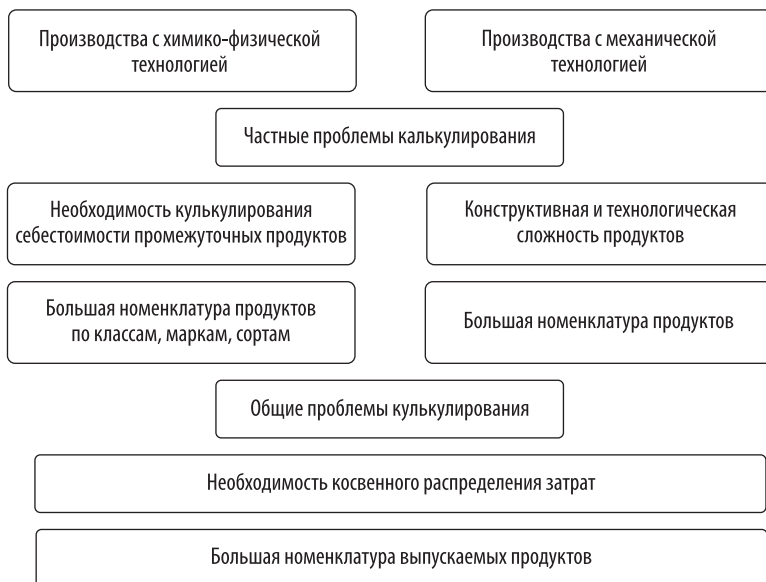 Производства с химико-физической
технологией
Производства с механической
технологией
Частные проблемы калькулирования
Необходимость кулькулирования
себестоимости промежуточных продуктов
Конструктивная и технологическая
сложность продуктов
Большая номенклатура продуктов
по классам, маркам, сортам
Большая номенклатура продуктов
Общие проблемы кулькулирования
Необходимость косвенного распределения затрат
Большая номенклатура выпускаемых продуктов